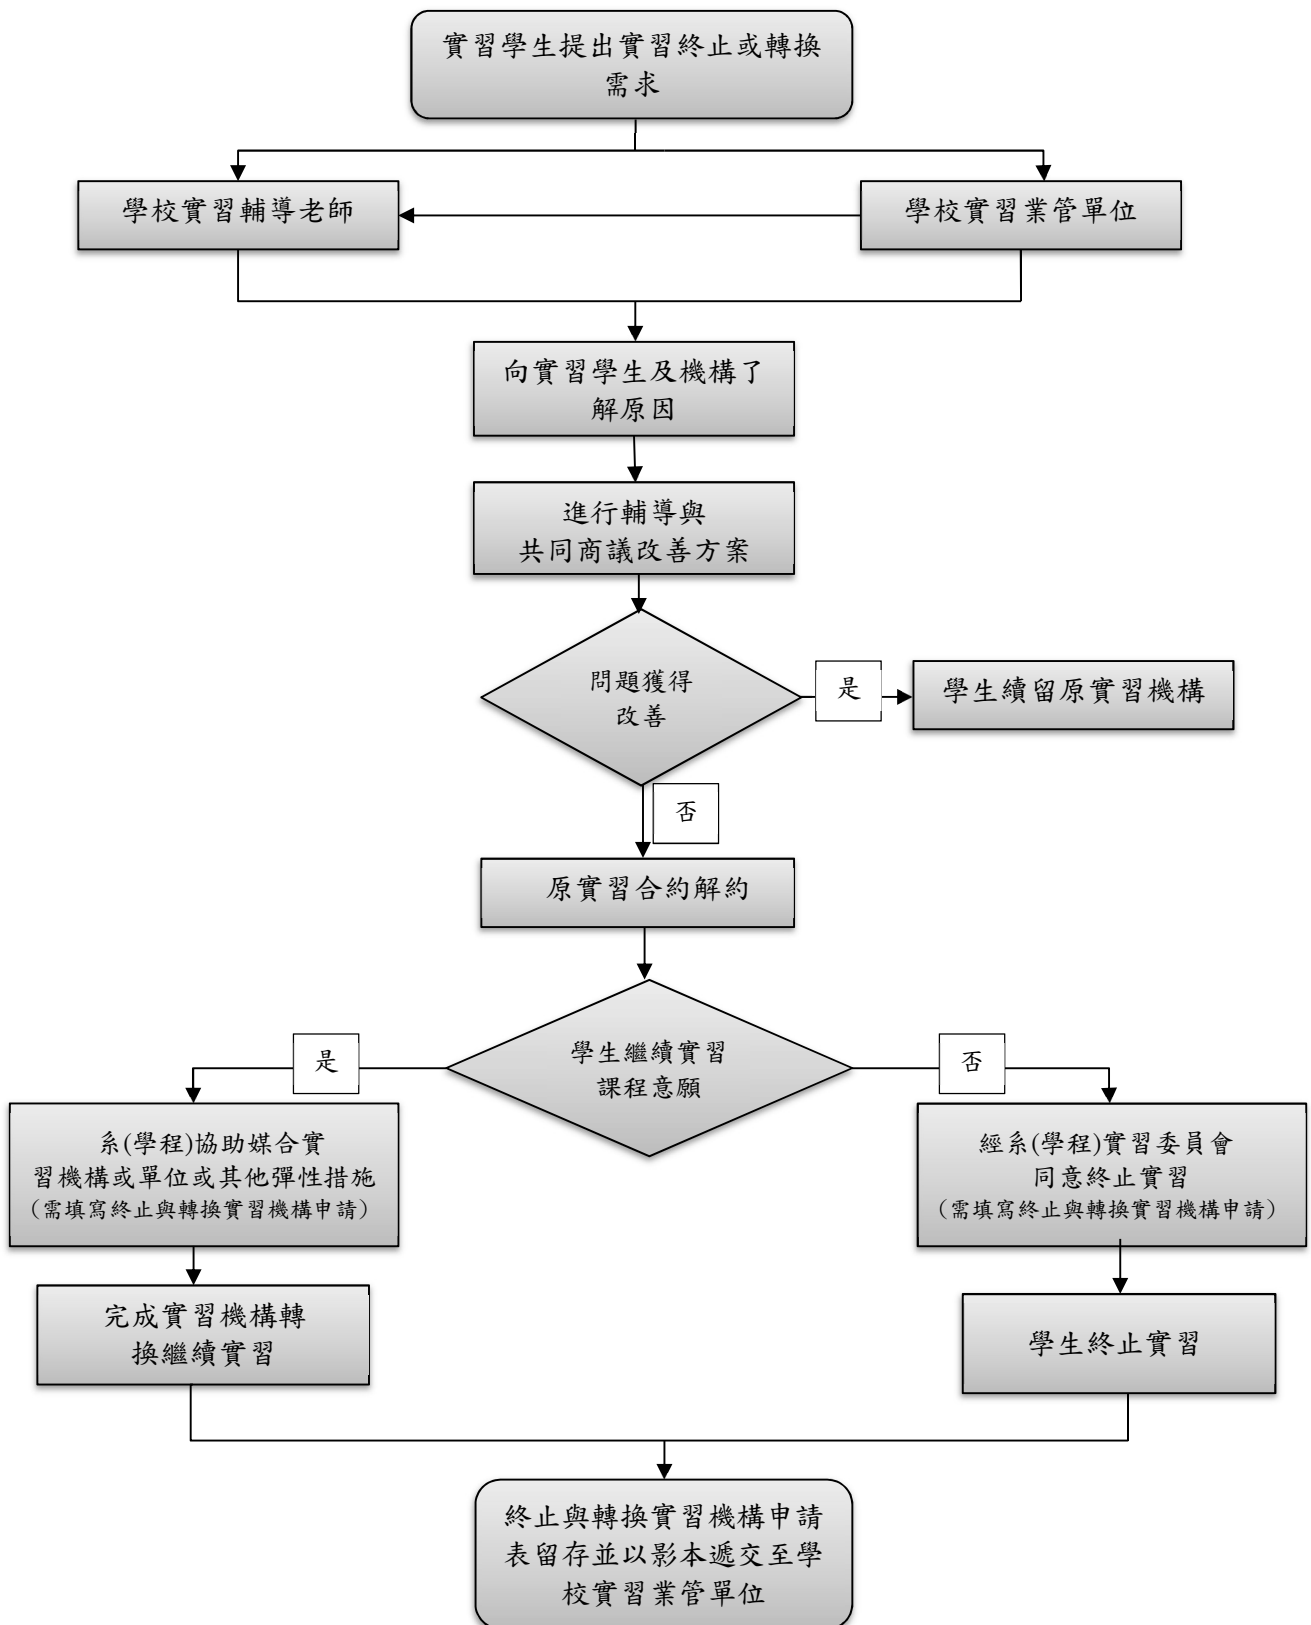 實習學生提出實習終止或轉換
需求
學校實習輔導老師
學校實習業管單位
向實習學生及機構了
解原因
進行輔導與
共同商議改善方案
問題獲得
改善
是
學生續留原實習機構
否
原實習合約解約
學生繼續實習
課程意願
是
否
系(學程)協助媒合實
習機構或單位或其他彈性措施
（需填寫終止與轉換實習機構申請）
經系(學程)實習委員會
同意終止實習
（需填寫終止與轉換實習機構申請）
完成實習機構轉
換繼續實習
學生終止實習
終止與轉換實習機構申請
表留存並以影本遞交至學
校實習業管單位